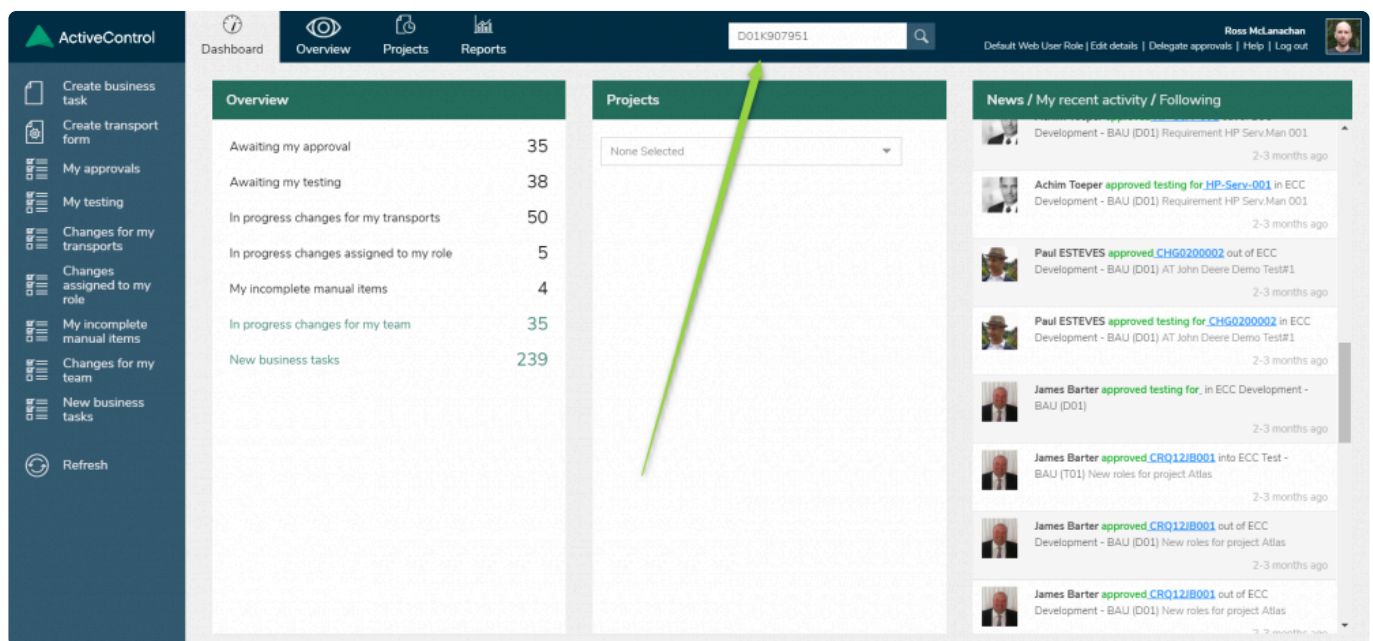 ActiveControl
Dashboard
Overview
Projects
Reports
D01K907951
Ross McLanachan
Default Web User Role | Edit details | Delegate approvals | Help | Log out
Create business
task
Create transport
form
My approvals
My testing
Changes for my
transports
Changes
assigned to my
role
My incomplete
manual items
Changes for my
team
New business
tasks
Refresh
Overview
Awaiting my approval 35
Awaiting my testing 38
In progress changes for my transports 50
In progress changes assigned to my role 5
My incomplete manual items 4
In progress changes for my team 35
New business tasks 239
Projects
None Selected
News / My recent activity / Following
Development - BAU (D01) Requirement HP Serv.Man 001
2-3 months ago
Achim Toeper approved testing for HP-Serv-001 in ECC
Development - BAU (D01) Requirement HP Serv.Man 001
2-3 months ago
Paul ESTEVES approved CHG0200002 out of ECC
Development - BAU (D01) AT John Deere Demo Test#1
2-3 months ago
Paul ESTEVES approved testing for CHG0200002 in ECC
Development - BAU (D01) AT John Deere Demo Test#1
2-3 months ago
James Barter approved testing for in ECC Development -
BAU (D01)
2-3 months ago
James Barter approved CRQ12JB001 into ECC Test -
BAU (T01) New roles for project Atlas
2-3 months ago
James Barter approved CRQ12JB001 out of ECC
Development - BAU (D01) New roles for project Atlas
2-3 months ago
James Barter approved CRQ12JB001 out of ECC
Development - BAU (D01) New roles for project Atlas
2-3 months ago